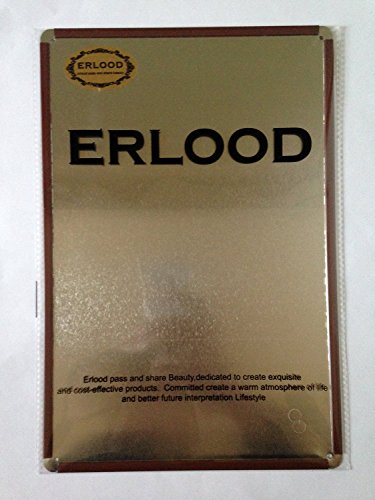 ERLOOD
ERLOOD
Erlood pass and share Beauty,dedicated to create exquisite
and cost-effective products. Committed create a warm atmosphere of life
and better future interpretation Lifestyle
8